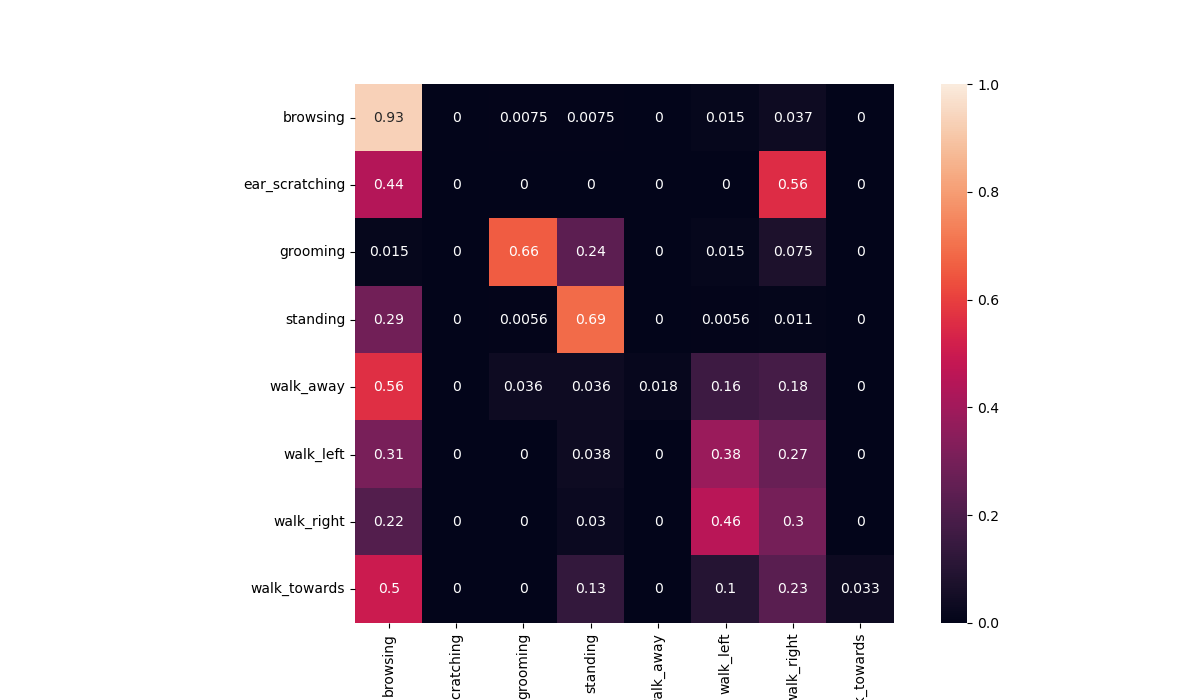 browsing 0.93 0 0.0075 0.0075 0 0.015 0.037 0
ear_scratching 0.44 0 0 0 0 0 0.56 0
grooming 0.015 0 0.66 0.24 0 0.015 0.075 0
standing 0.29 0 0.0056 0.69 0 0.0056 0.011 0
walk_away 0.56 0 0.036 0.036 0.018 0.16 0.18 0
walk_left 0.31 0 0 0.038 0 0.38 0.27 0
walk_right 0.22 0 0 0.03 0 0.46 0.3 0
walk_towards 0.5 0 0 0.13 0 0.1 0.23 0.033
browsing
cratching
grooming
standing
alk_away
walk_left
walk_right
k_towards
1.0
0.8
0.6
0.4
0.2
0.0